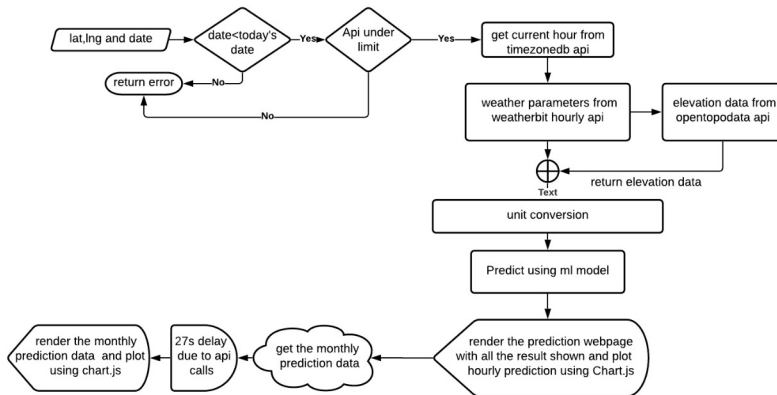 lat,lng and date
date<today's
date
Yes
Api under
limit
Yes
get current hour from
timezonedb api
No
return error
No
weather parameters from
weatherbit hourly api
elevation data from
opentopodata api
return elevation data
Text
unit conversion
Predict using ml model
render the prediction webpage
with all the result shown and plot
hourly prediction using Chart.js
get the monthly
prediction data
27s delay
due to api
calls
render the monthly
prediction data and plot
using chart.js